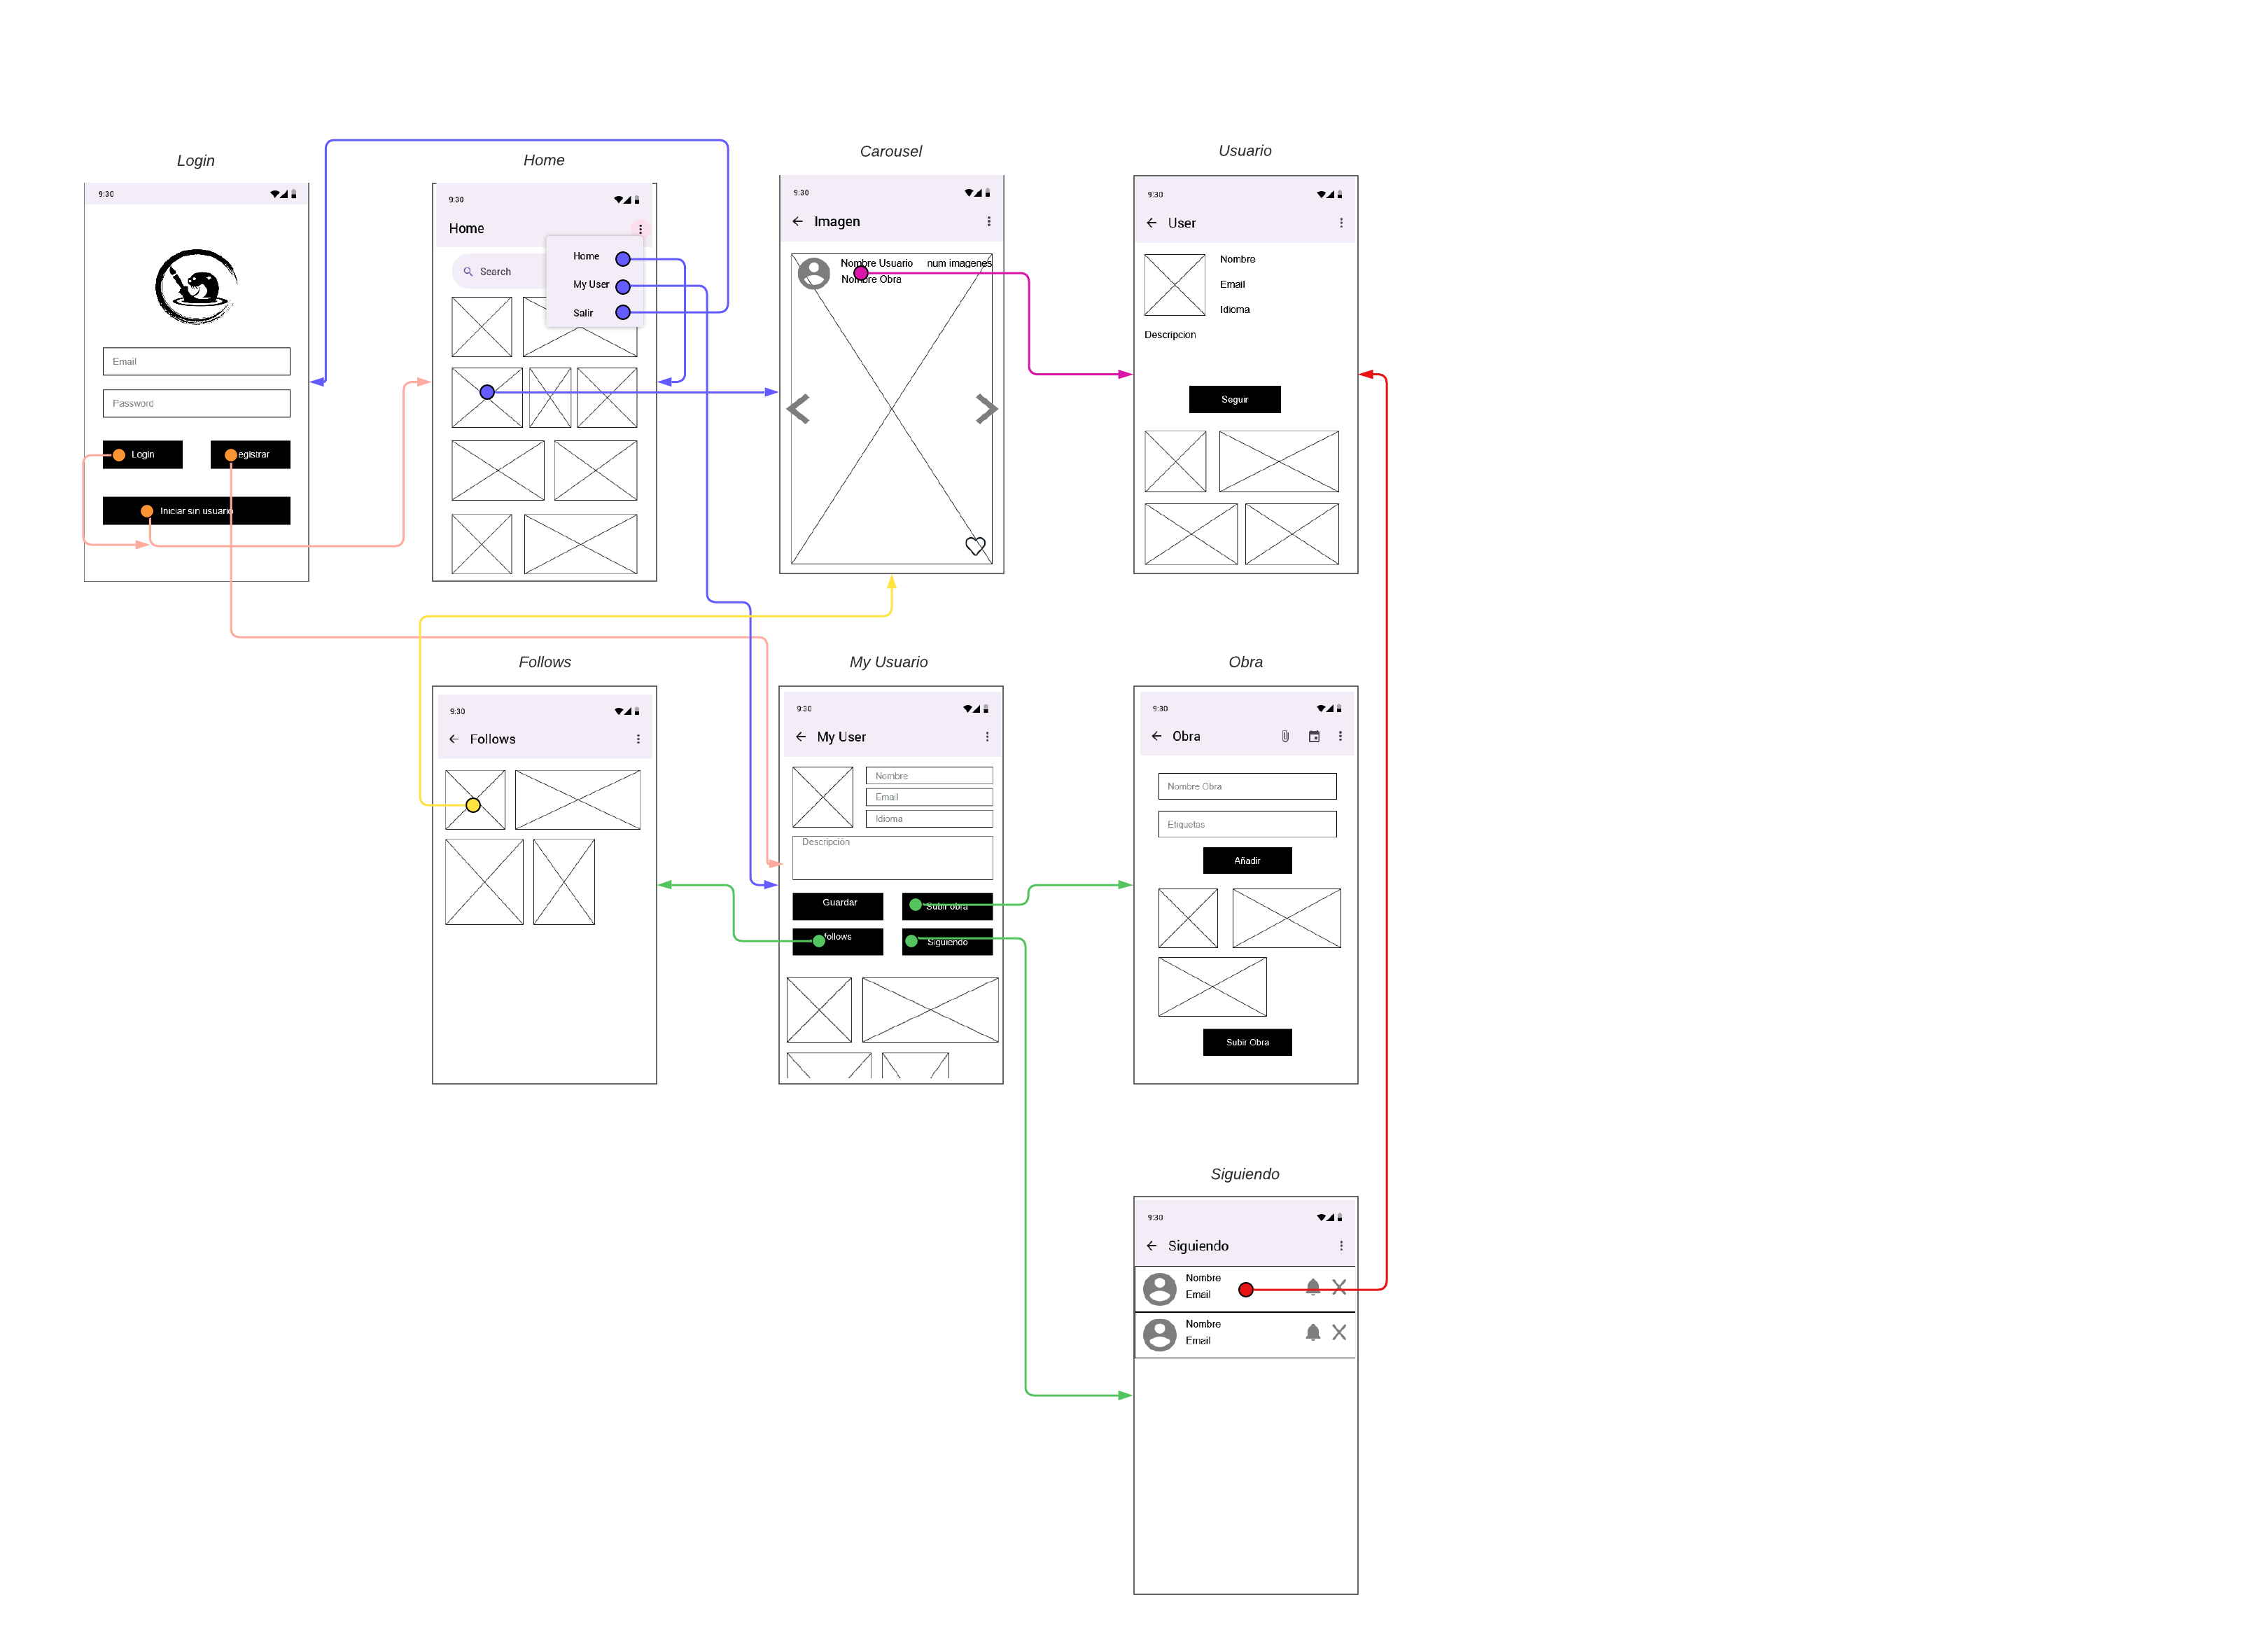 Login
9:30
Email
Password
Login
egistrar
Iniciar sin usuario
Home
9:30
Home
Search
Home
My User
Salir
Carousel
9:30
Imagen
Nombre Usuario num imagenes
Nombre Obra
Usuario
9:30
User
Nombre
Email
Idioma
Descripcion
Seguir
Follows
9:30
Follows
My Usuario
9:30
My User
Nombre
Email
Idioma
Descripción
Guardar
Subir obra
follows
Siguiendo
Obra
9:30
Obra
Nombre Obra
Etiquetas
Añadir
Subir Obra
Siguiendo
9:30
Siguiendo
Nombre
Email
Nombre
Email